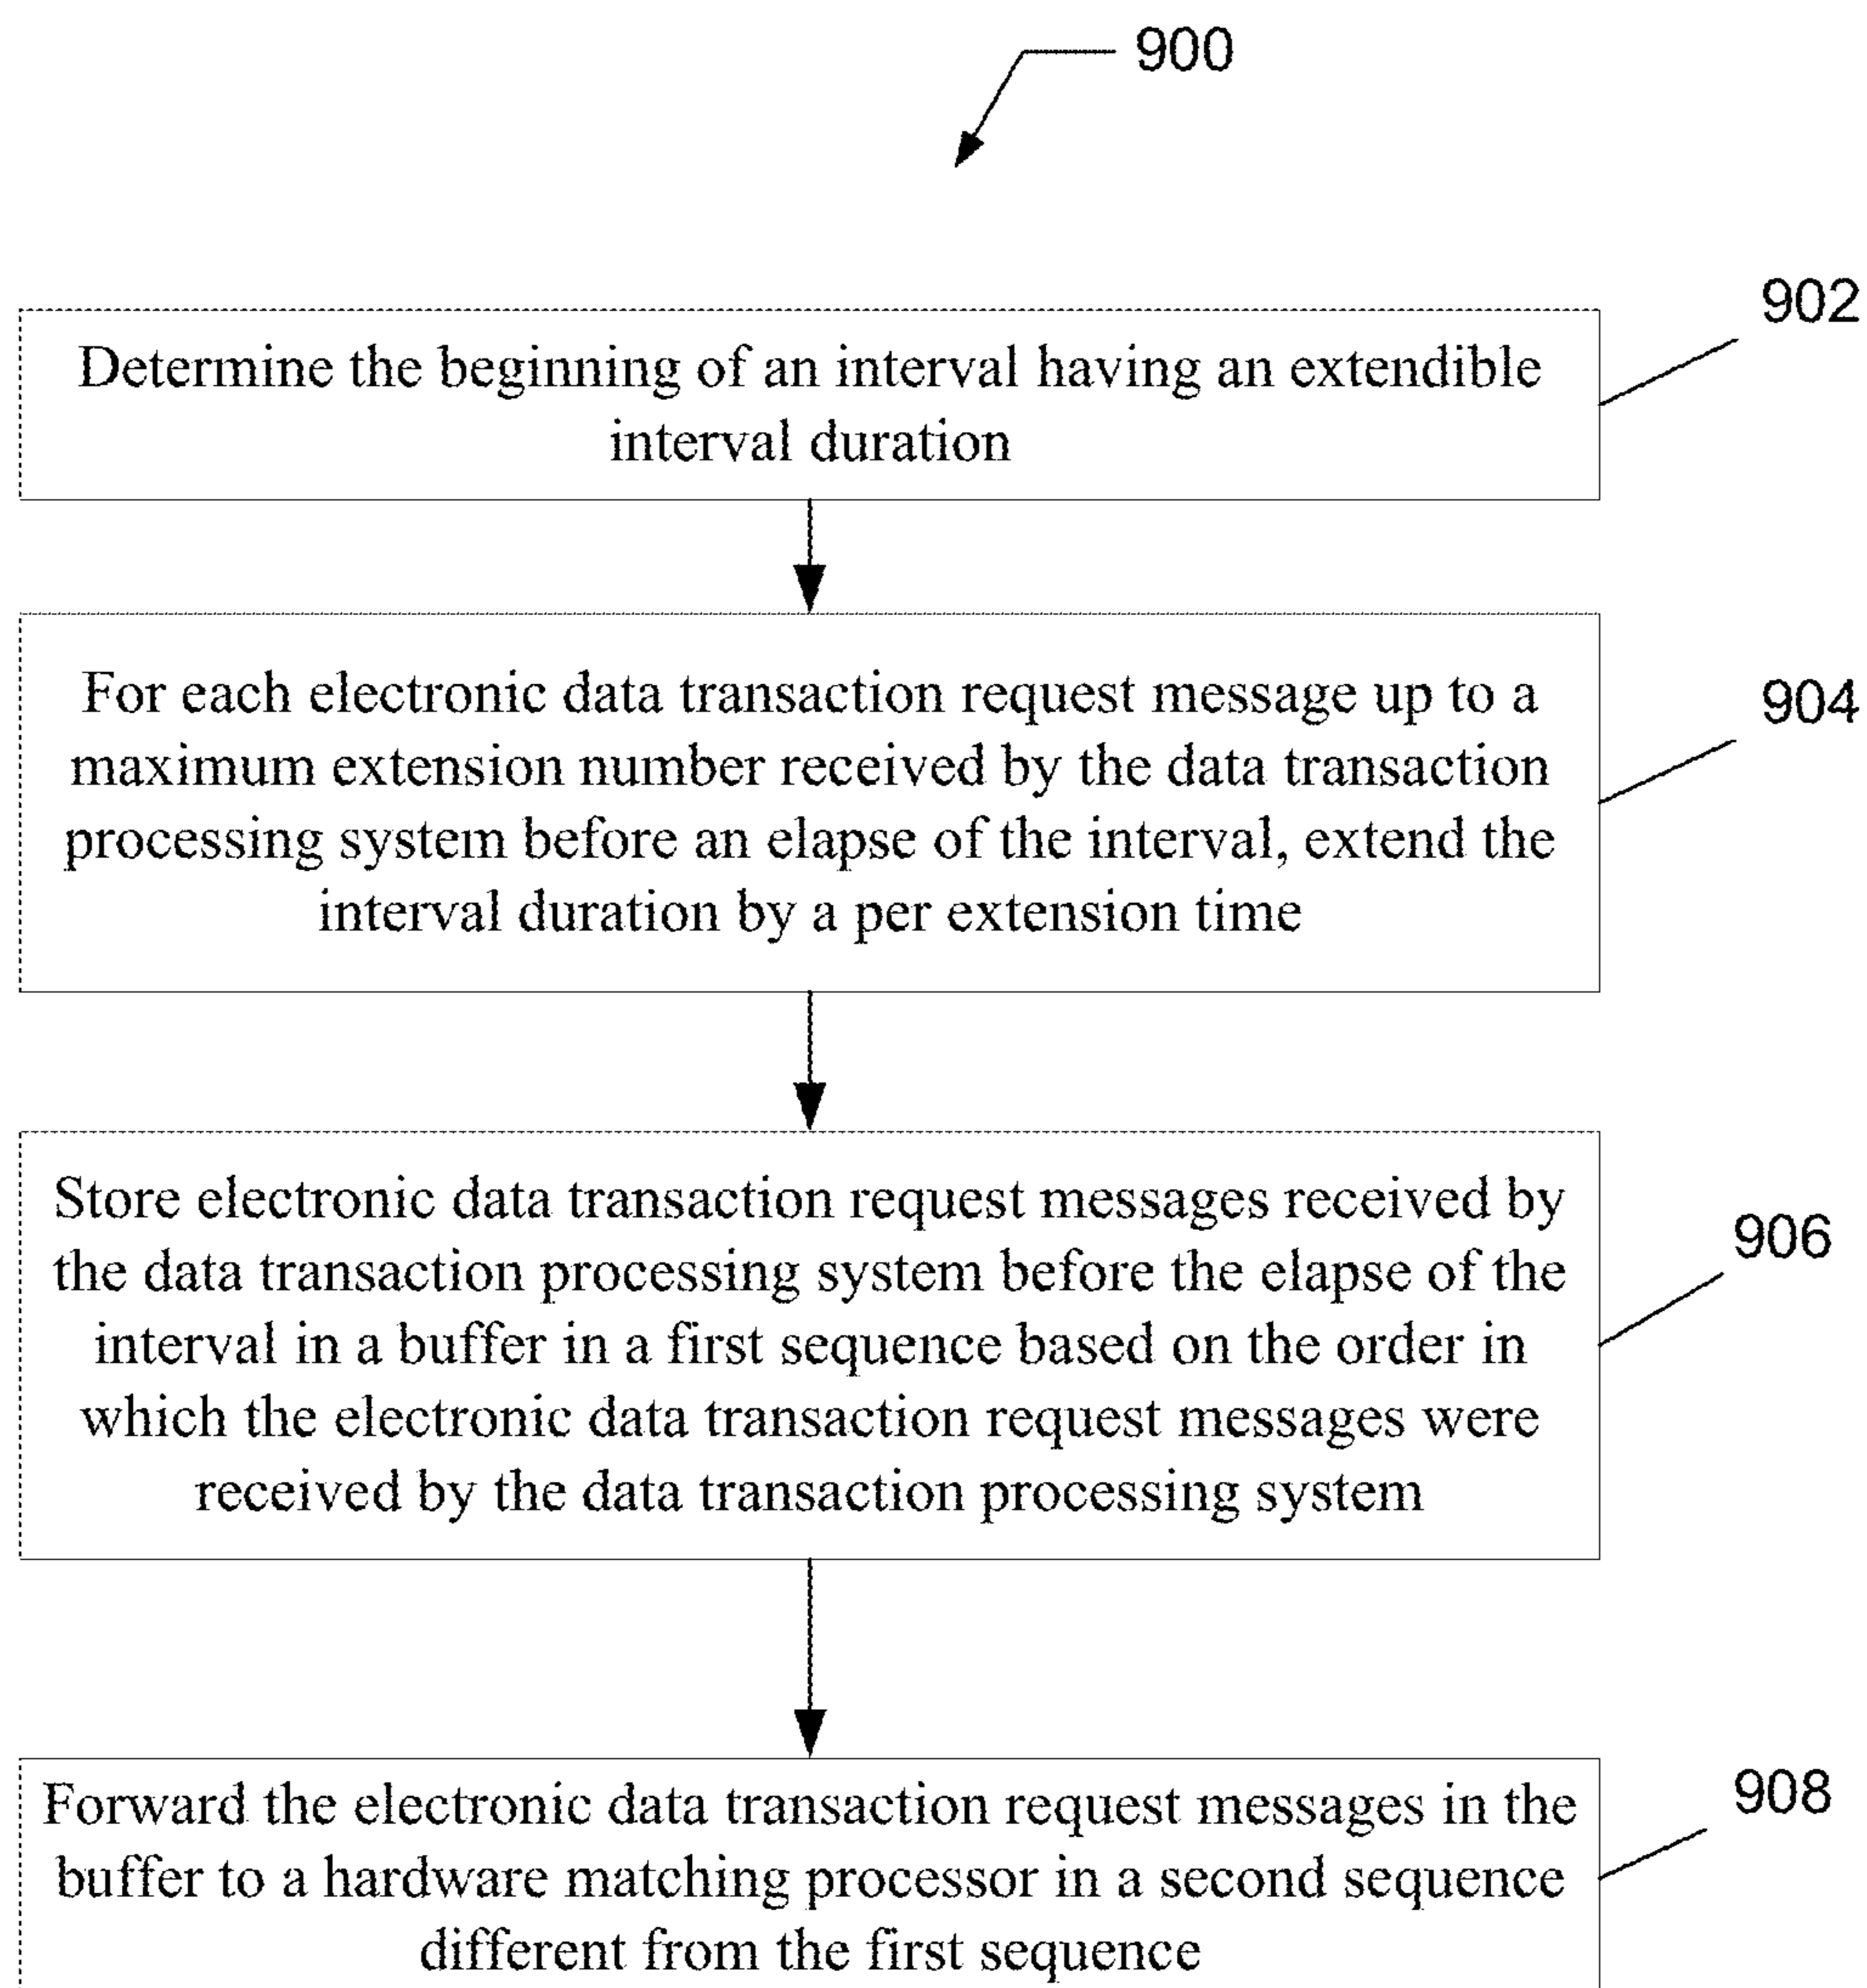 900
902
Determine the beginning of an interval having an extendible
interval duration
904
For each electronic data transaction request message up to a
maximum extension number received by the data transaction
processing system before an elapse of the interval, extend the
interval duration by a per extension time
906
Store electronic data transaction request messages received by
the data transaction processing system before the elapse of the
interval in a buffer in a first sequence based on the order in
which the electronic data transaction request messages were
received by the data transaction processing system
908
Forward the electronic data transaction request messages in the
buffer to a hardware matching processor in a second sequence
different from the first sequence